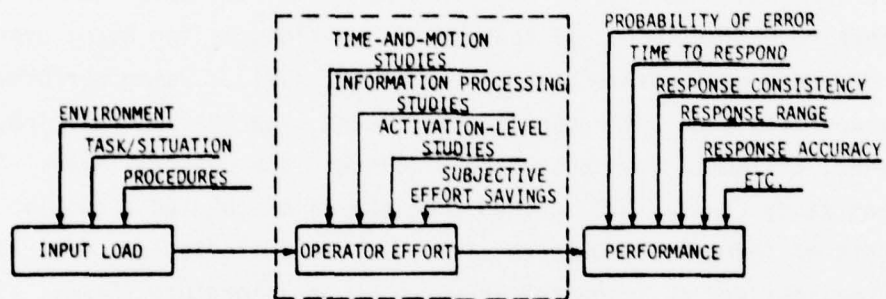 ENVIRONMENT
TASK/SITUATION
PROCEDURES
INPUT LOAD
TIME-AND-MOTION
STUDIES
INFORMATION PROCESSING
STUDIES
ACTIVATION-LEVEL
STUDIES
SUBJECTIVE
EFFORT SAVINGS
OPERATOR EFFORT
PROBABILITY OF ERROR
TIME TO RESPOND
RESPONSE CONSISTENCY
RESPONSE RANGE
RESPONSE ACCURACY
ETC.
PERFORMANCE